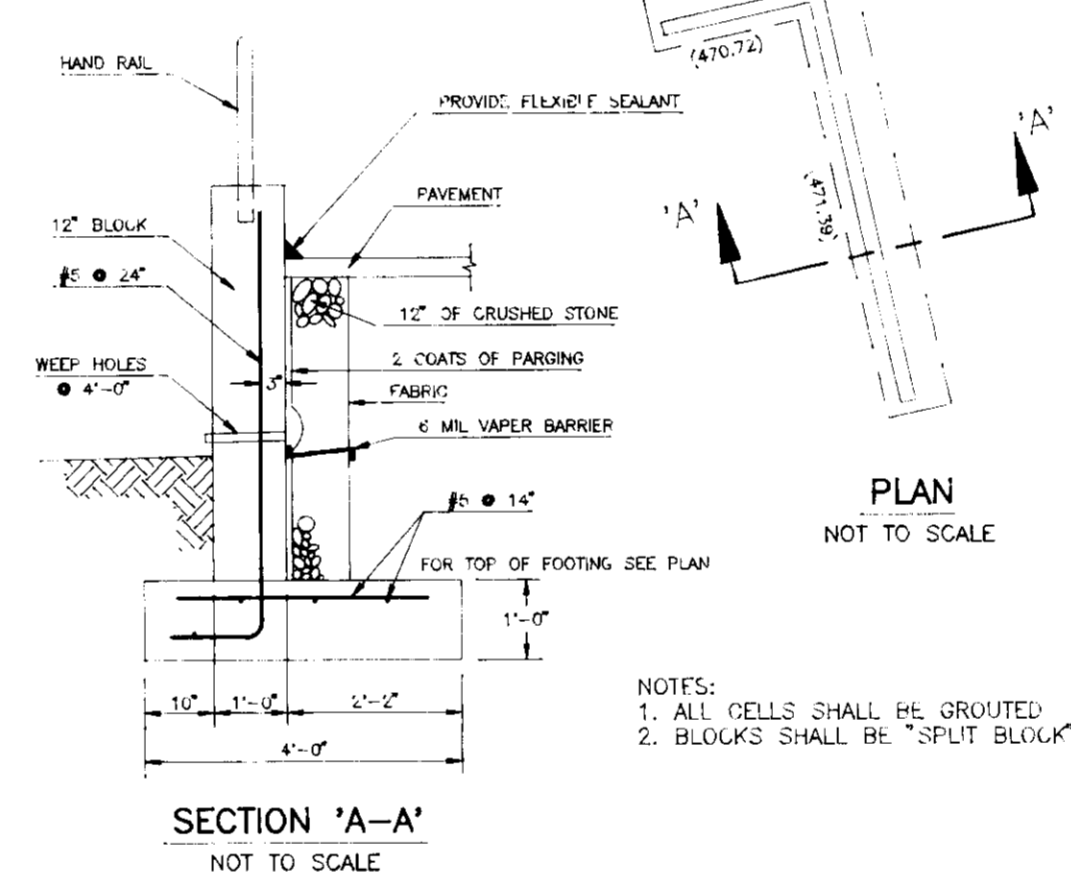 HAND RAIL
PROVIDE FLEXIBLE SEALANT
PAVEMENT
12" BLOCK
#5 @ 24"
12" OF CRUSHED STONE
WEEP HOLES
@ 4'-0"
2 COATS OF PARGING
3"
FABRIC
6 MIL VAPER BARRIER
#5 @ 14"
FOR TOP OF FOOTING SEE PLAN
1'-0"
10"
1'-0"
2'-2"
4'-0"
SECTION 'A-A'
NOT TO SCALE
(470.72)
(471.39)
'A'
'A'
PLAN
NOT TO SCALE
NOTES:
1. ALL CELLS SHALL BE GROUTED
2. BLOCKS SHALL BE "SPLIT BLOCK"